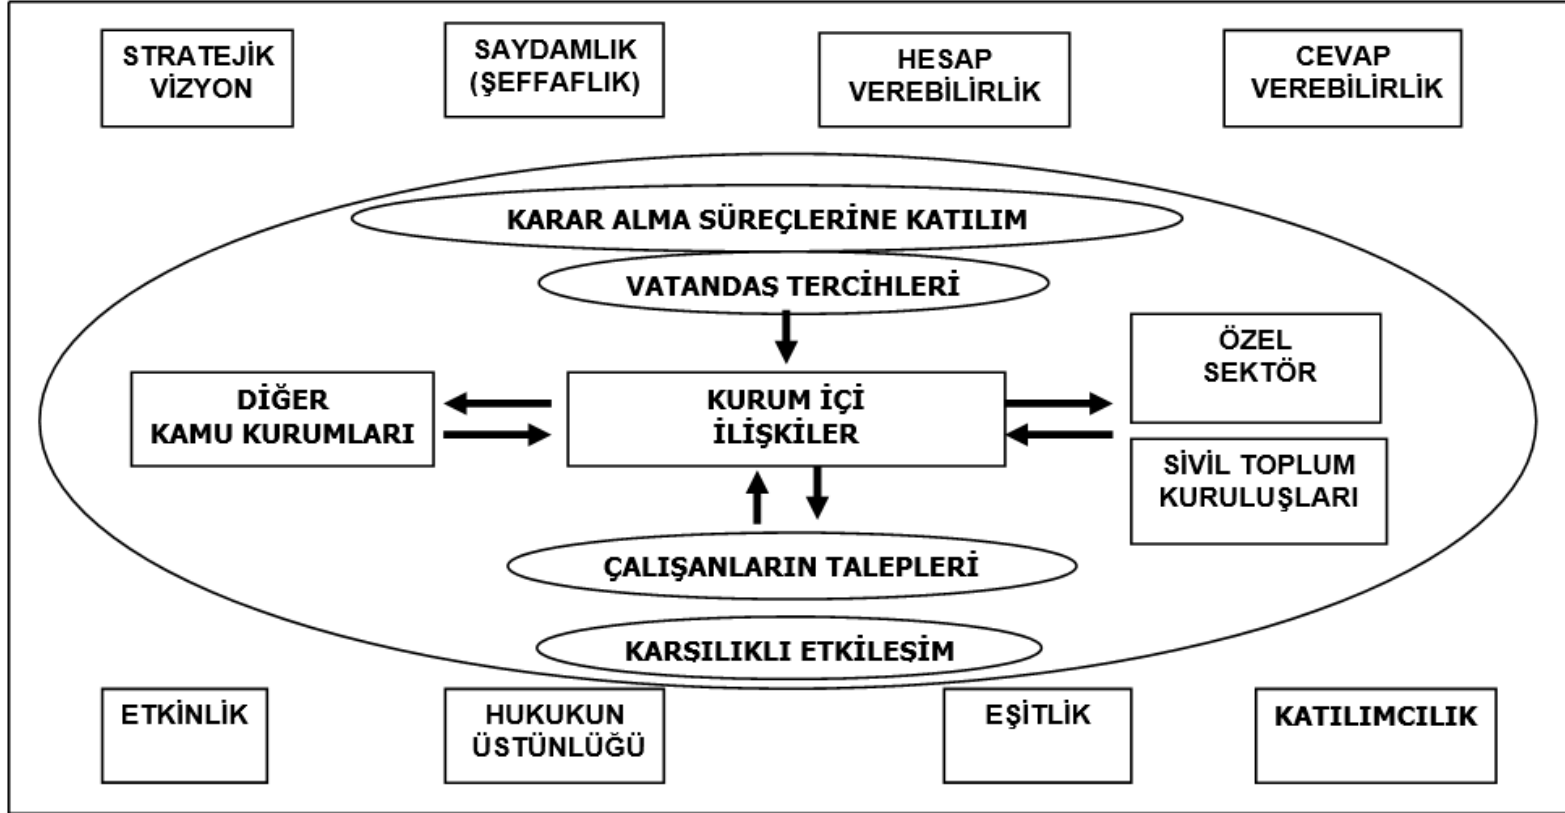 STRATEJİK
VİZYON
SAYDAMLIK
(ŞEFFAFLIK)
HESAP
VEREBİLİRLİK
CEVAP
VEREBİLİRLİK
KARAR ALMA SÜREÇLERİNE KATILIM
VATANDAŞ TERCİHLERİ
DİĞER
KAMU KURUMLARI
KURUM İÇİ
İLİŞKİLER
ÖZEL
SEKTÖR
SİVİL TOPLUM
KURULUŞLARI
ÇALIŞANLARIN TALEPLERİ
KARŞILIKLI ETKİLEŞİM
ETKİNLİK
HUKUKUN
ÜSTÜNLÜĞÜ
EŞİTLİK
KATILIMCILIK